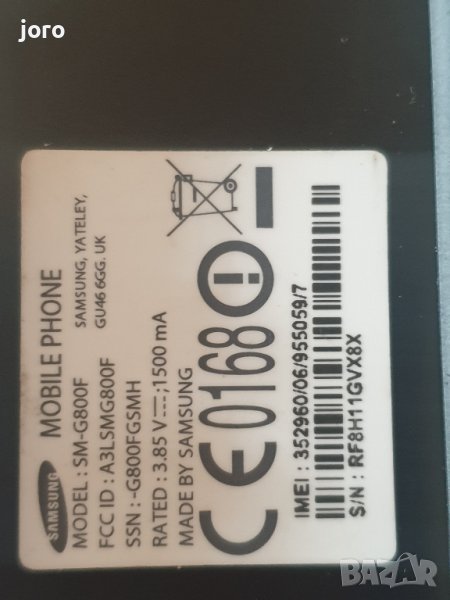 joro
SAMSUNG
MOBILE PHONE
SAMSUNG, YATELEY,
GU46 6GG. UK
MODEL : SM-G800F
FCC ID : A3LSMG800F
SSN : -G800FGSMH
RATED : 3.85 V⎓;1500 mA
MADE BY SAMSUNG
CE0168
IMEI : 352960/06/955059/7
S/N : RF8H11GVX8X
BAZAR